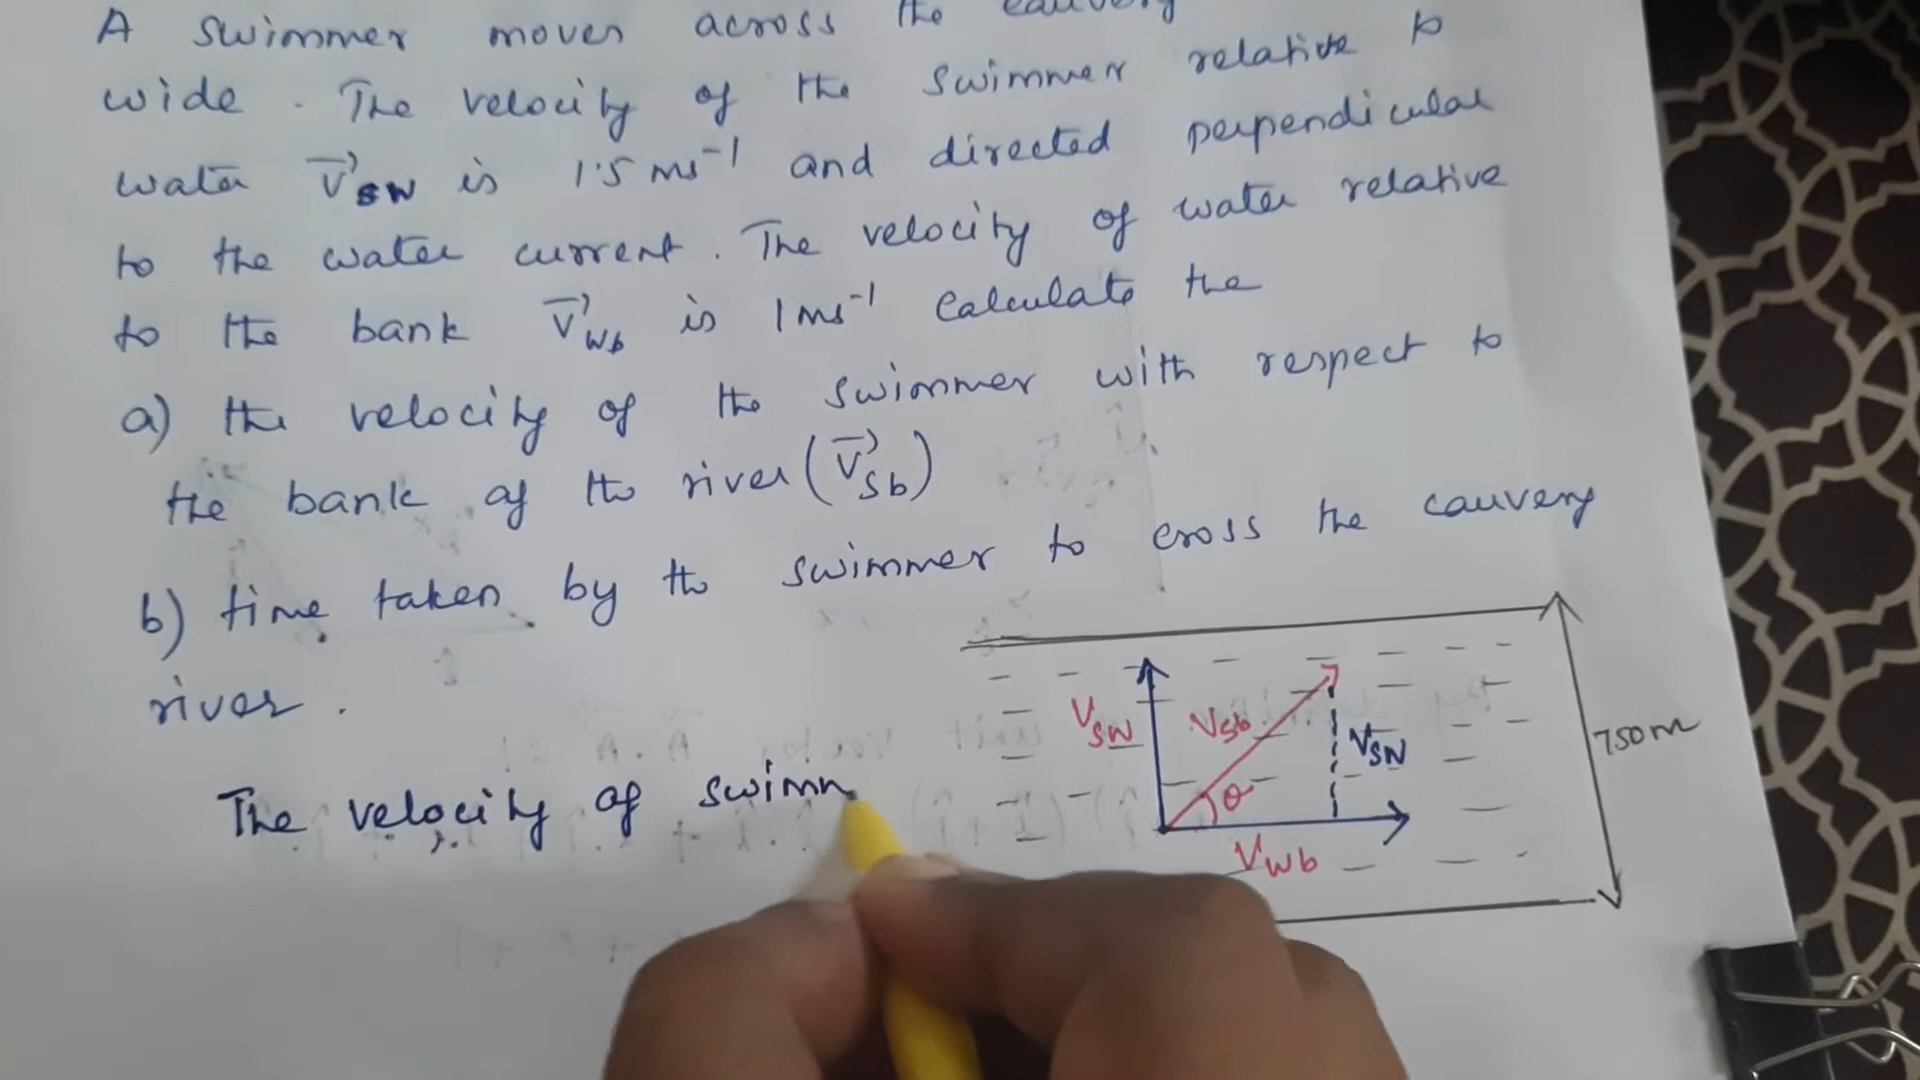 A swimmer moves across the cauvery
wide . The velocity of the swimmer relative to
water V⃗sw is 1.5 ms⁻¹ and directed perpendicular
to the water current . The velocity of water relative
to the bank V⃗wb is 1 ms⁻¹ Calculate the
a) the velocity of the swimmer with respect to
the bank of the river (V⃗sb)
b) time taken by the swimmer to cross the cauvery
river .
Vsw Vsb Vsw 750m
θ
Vwb
The velocity of swimm